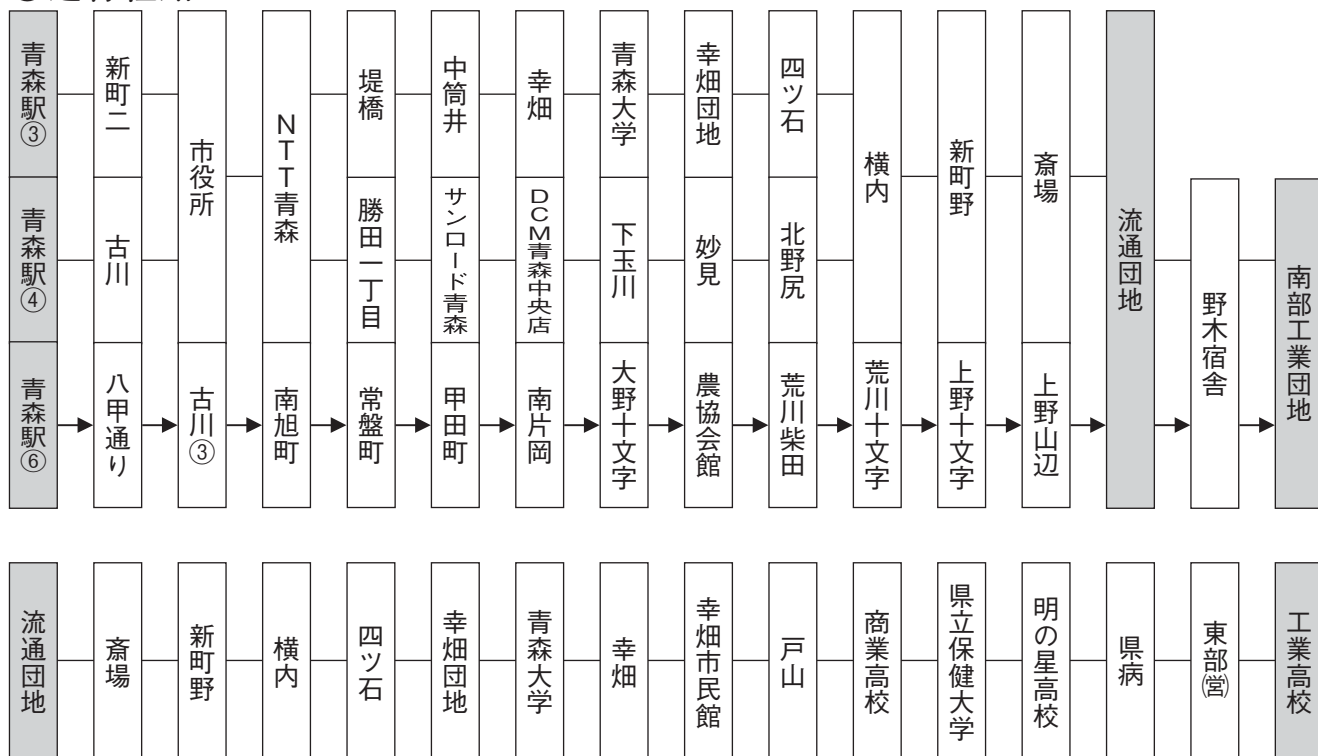 青森駅③
新町二
市役所
NTT青森
堤橋
中筒井
幸畑
青森大学
幸畑団地
四ツ石
横内
新町野
斎場
流通団地
青森駅④
古川
勝田一丁目
サンロード青森
DCM青森中央店
下玉川
妙見
北野尻
野木宿舎
南部工業団地
青森駅⑥
八甲通り
古川③
南旭町
常盤町
甲田町
南片岡
大野十文字
農協会館
荒川柴田
荒川十文字
上野十文字
上野山辺
流通団地
斎場
新町野
横内
四ツ石
幸畑団地
青森大学
幸畑
幸畑市民館
戸山
商業高校
県立保健大学
明の星高校
県病
東部㈽
工業高校